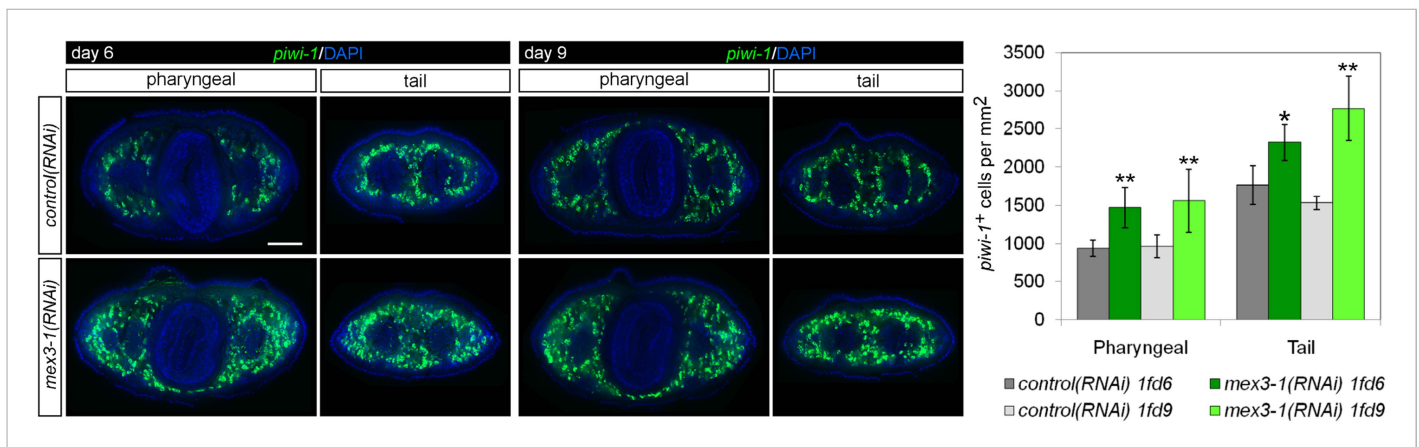 day 6 piwi-1/DAPI
day 9 piwi-1/DAPI
pharyngeal
tail
pharyngeal
tail
control(RNAi)
mex3-1(RNAi)
piwi-1+ cells per mm2
3500
3000
2500
2000
1500
1000
500
0
**
**
*
**
Pharyngeal
Tail
control(RNAi) 1fd6
mex3-1(RNAi) 1fd6
control(RNAi) 1fd9
mex3-1(RNAi) 1fd9